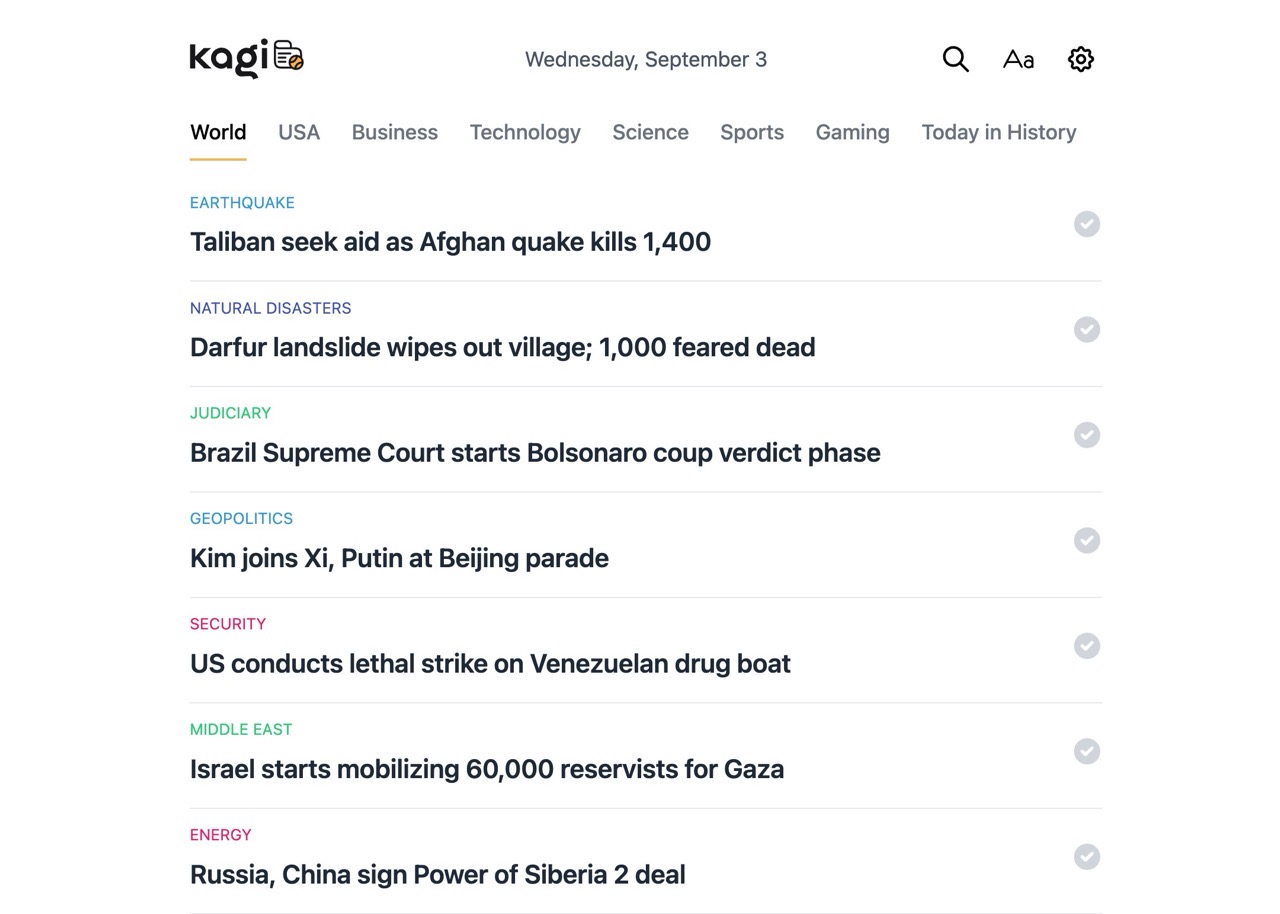 kagi
Wednesday, September 3
Aa
World USA Business Technology Science Sports Gaming Today in History
EARTHQUAKE
Taliban seek aid as Afghan quake kills 1,400
NATURAL DISASTERS
Darfur landslide wipes out village; 1,000 feared dead
JUDICIARY
Brazil Supreme Court starts Bolsonaro coup verdict phase
GEOPOLITICS
Kim joins Xi, Putin at Beijing parade
SECURITY
US conducts lethal strike on Venezuelan drug boat
MIDDLE EAST
Israel starts mobilizing 60,000 reservists for Gaza
ENERGY
Russia, China sign Power of Siberia 2 deal